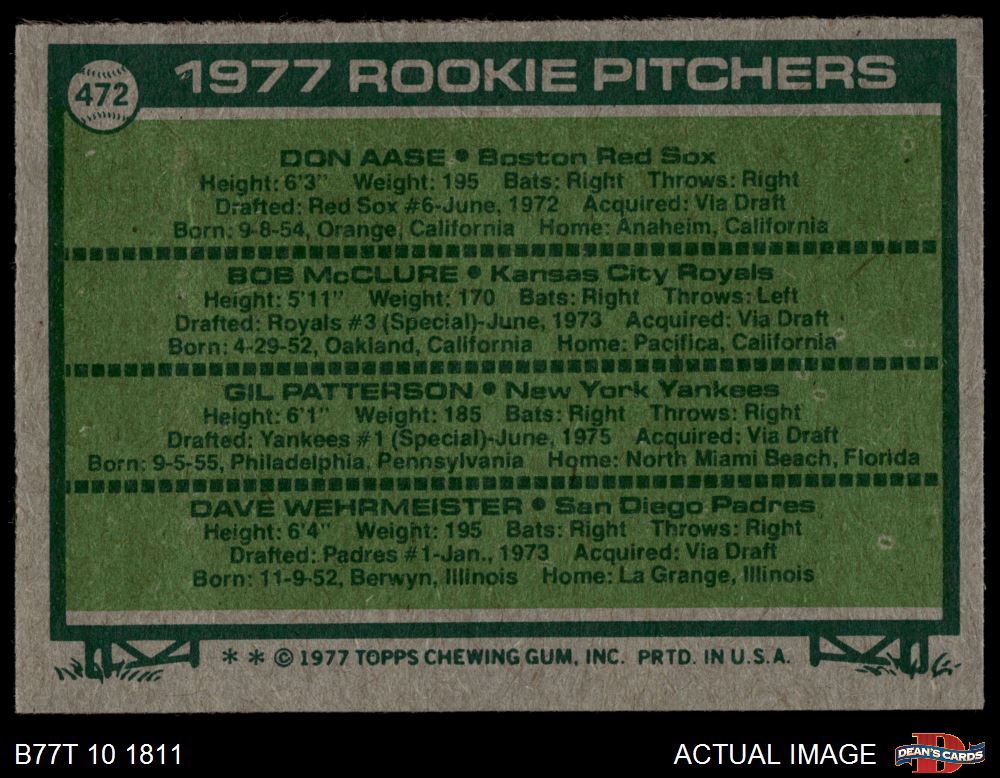 472
1977 ROOKIE PITCHERS
DON AASE • Boston Red Sox
Height: 6'3" Weight: 195 Bats: Right Throws: Right
Drafted: Red Sox #6-June, 1972 Acquired: Via Draft
Born: 9-8-54, Orange, California Home: Anaheim, California
BOB McCLURE • Kansas City Royals
Height: 5'11" Weight: 170 Bats: Right Throws: Left
Drafted: Royals #3 (Special)-June, 1973 Acquired: Via Draft
Born: 4-29-52, Oakland, California Home: Pacifica, California
GIL PATTERSON • New York Yankees
Height: 6'1" Weight: 185 Bats: Right Throws: Right
Drafted: Yankees #1 (Special)-June, 1975 Acquired: Via Draft
Born: 9-5-55, Philadelphia, Pennsylvania Home: North Miami Beach, Florida
DAVE WEHRMEISTER • San Diego Padres
Height: 6'4" Weight: 195 Bats: Right Throws: Right
Drafted: Padres #1-Jan., 1973 Acquired: Via Draft
Born: 11-9-52, Berwyn, Illinois Home: La Grange, Illinois
* * © 1977 TOPPS CHEWING GUM, INC. PRTD. IN U.S.A.
B77T 10 1811
ACTUAL IMAGE
DEAN'S CARDS